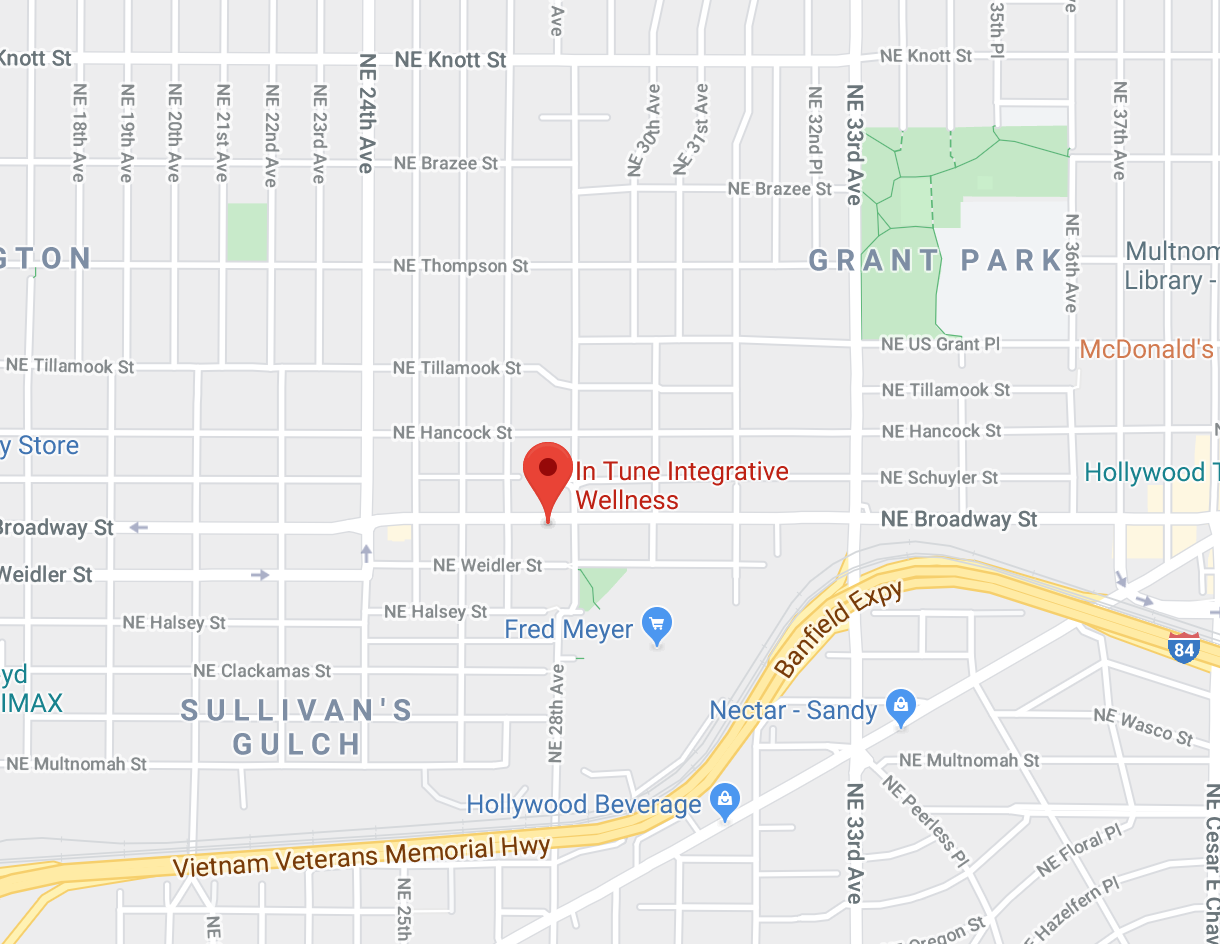 Ave
35th Pl
ve
Knott St
NE Knott St
NE Knott St
NE 18th Ave
NE 19th Ave
NE 20th Ave
NE 21st Ave
NE 22nd Ave
NE 23rd Ave
NE 24th Ave
NE 30th Ave
NE 31st Ave
NE 32nd Pl
NE 33rd Ave
NE 37th Ave
NE Brazee St
NE Brazee St
GTON
NE Thompson St
GRANT PARK
NE 36th Ave
Multnom
Library -
NE US Grant Pl
McDonald's
NE Tillamook St
NE Tillamook St
NE Tillamook St
NE Hancock St
NE Hancock St
N
y Store
In Tune Integrative
Wellness
NE Schuyler St
Hollywood T
Broadway St
NE Broadway St
Weidler St
NE Weidler St
NE Halsey St
NE Halsey St
Fred Meyer
Banfield Expy
84
NE Clackamas St
yd
IMAX
SULLIVAN'S
GULCH
NE 28th Ave
Nectar - Sandy
NE Wasco St
NE Multnomah St
NE Multnomah St
Hollywood Beverage
NE 33rd Ave
NE Peerless Pl
NE Floral Pl
NE Cesar E Chav
Vietnam Veterans Memorial Hwy
NE 25th
NE
E Hazelfern Pl
Oregon St